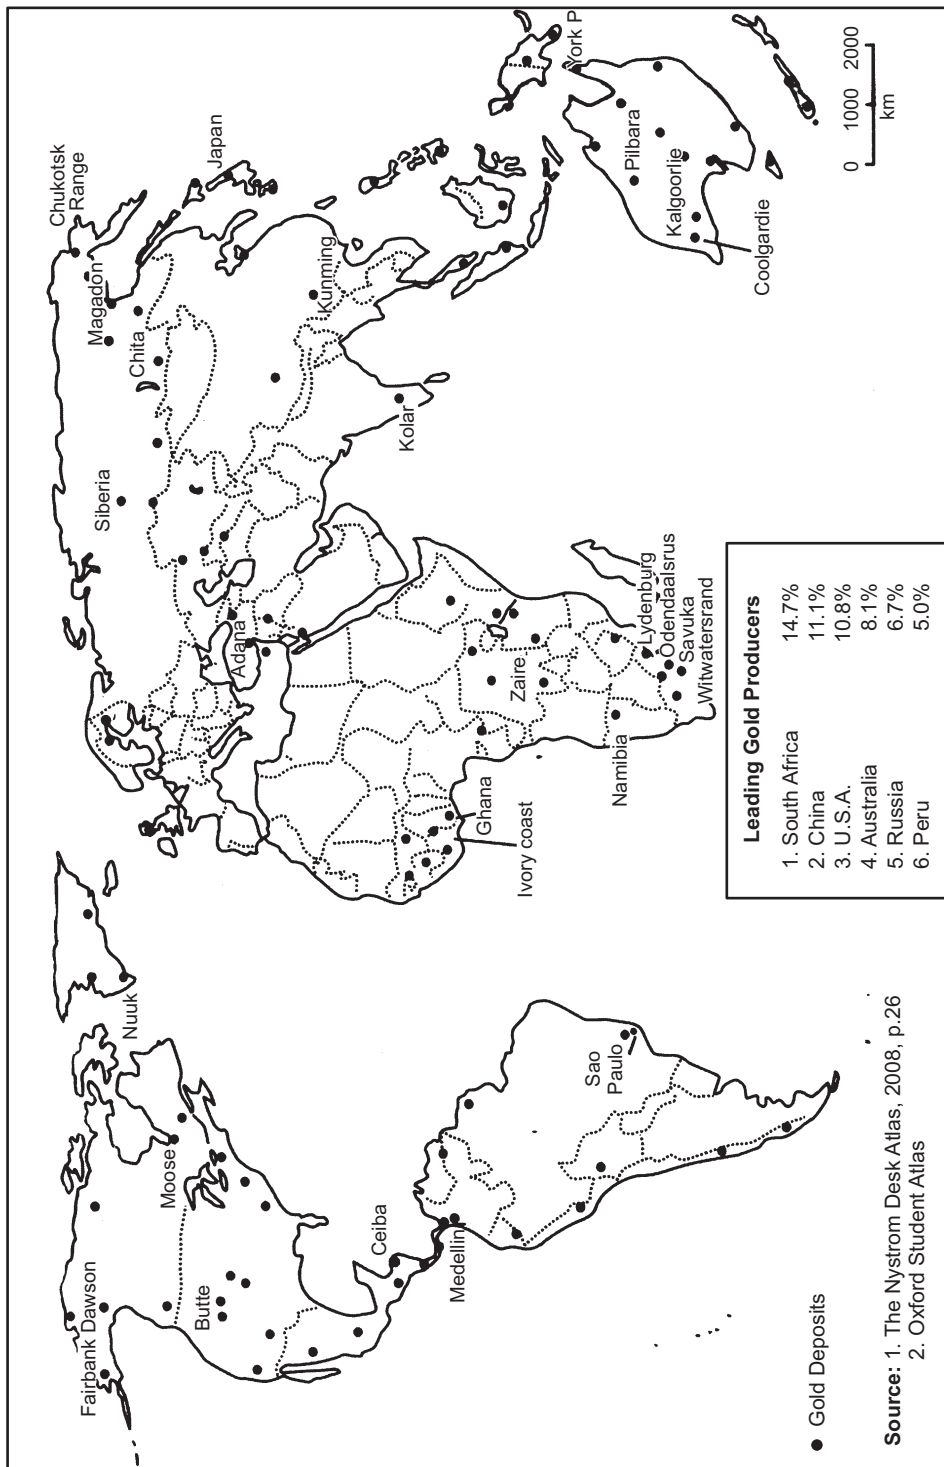 Fairbank Dawson
Butte
Moose
Nuuk
Ceiba
Medellin
Sao
Paulo
Siberia
Chukotsk
Range
Magadon
Chita
Japan
Adana
Kunming
Kolar
Ghana
Ivory coast
Zaire
Namibia
Lydenburg
Odendaalsrus
Savuka
Witwatersrand
York P
Pilbara
Kalgoorlie
Coolgardie
0 1000 2000
km
Leading Gold Producers
1. South Africa 14.7%
2. China 11.1%
3. U.S.A. 10.8%
4. Australia 8.1%
5. Russia 6.7%
6. Peru 5.0%
Gold Deposits
Source: 1. The Nystrom Desk Atlas, 2008, p.26
2. Oxford Student Atlas